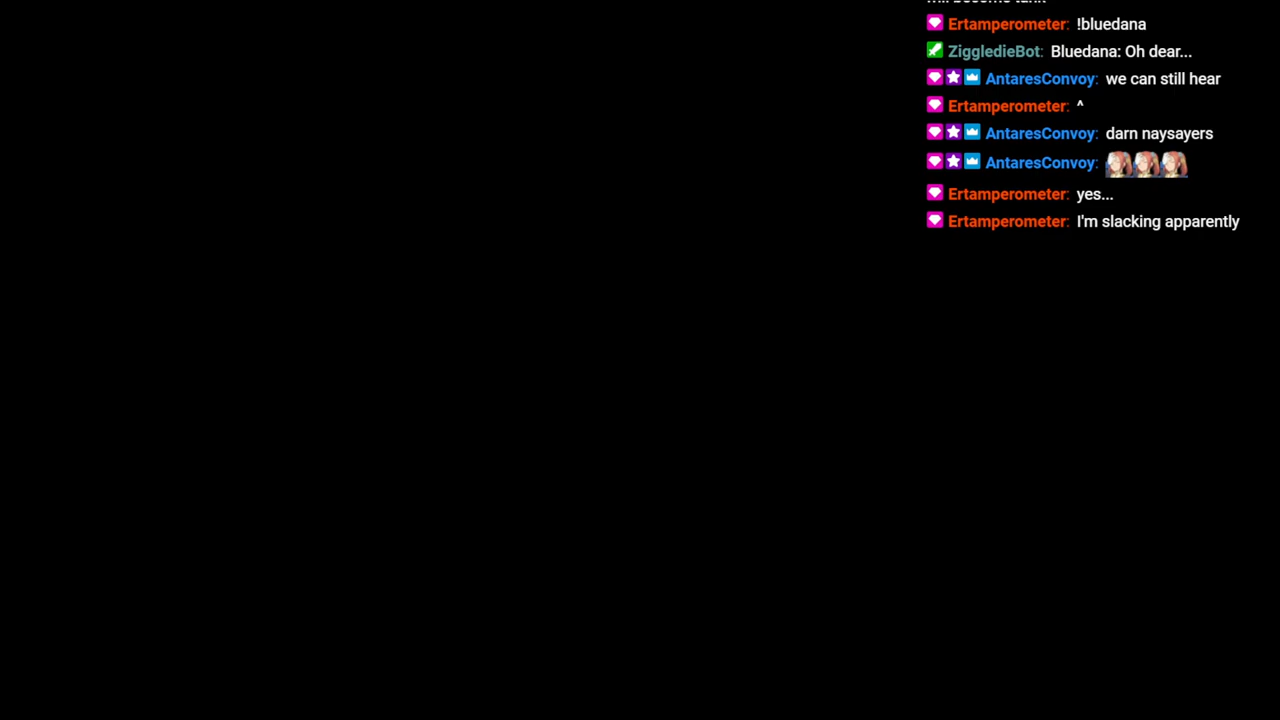 Ertamperometer: !bluedana
ZiggledieBot: Bluedana: Oh dear...
AntaresConvoy: we can still hear
Ertamperometer: ^
AntaresConvoy: darn naysayers
AntaresConvoy:
Ertamperometer: yes...
Ertamperometer: I'm slacking apparently